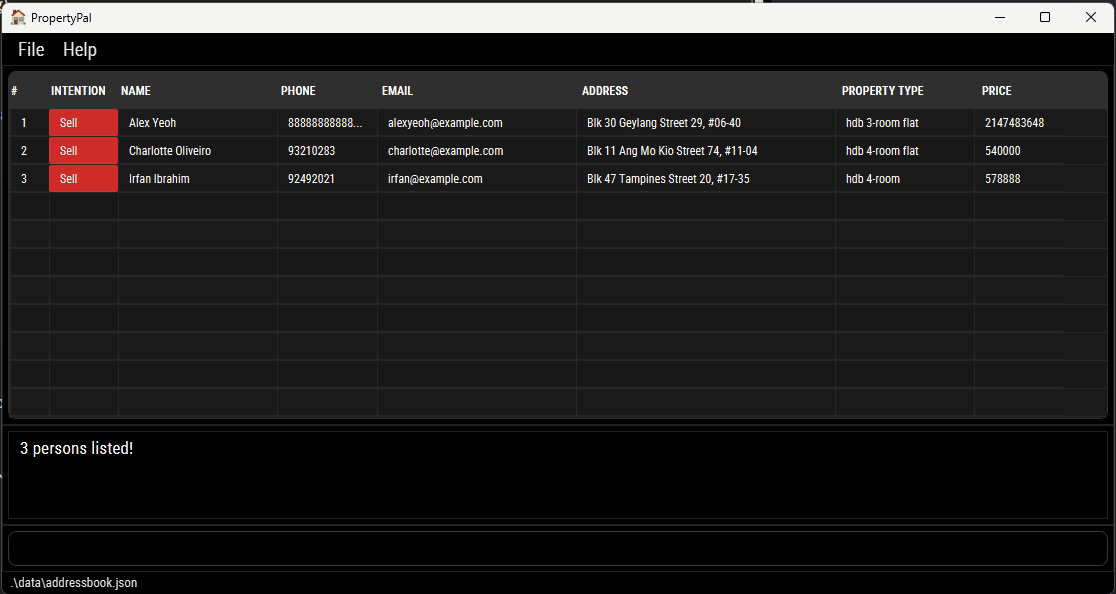 PropertyPal
File Help
# INTENTION NAME PHONE EMAIL ADDRESS PROPERTY TYPE PRICE
1 Sell Alex Yeoh 88888888888... alexyeoh@example.com Blk 30 Geylang Street 29, #06-40 hdb 3-room flat 2147483648
2 Sell Charlotte Oliveiro 93210283 charlotte@example.com Blk 11 Ang Mo Kio Street 74, #11-04 hdb 4-room flat 540000
3 Sell Irfan Ibrahim 92492021 irfan@example.com Blk 47 Tampines Street 20, #17-35 hdb 4-room 578888
3 persons listed!
.\data\addressbook.json